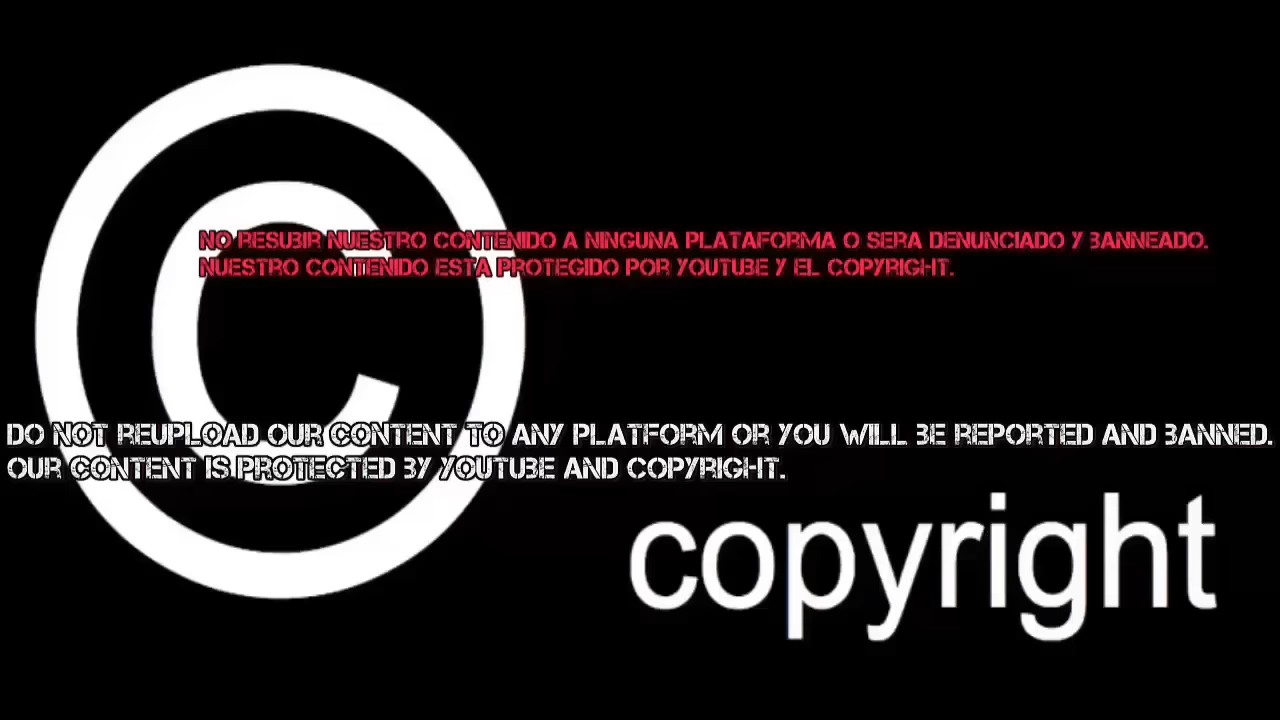 ©
NO RESUBIR NUESTRO CONTENIDO A NINGUNA PLATAFORMA O SERA DENUNCIADO Y BANNEADO.
NUESTRO CONTENIDO ESTA PROTEGIDO POR YOUTUBE Y EL COPYRIGHT.
DO NOT REUPLOAD OUR CONTENT TO ANY PLATFORM OR YOU WILL BE REPORTED AND BANNED.
OUR CONTENT IS PROTECTED BY YOUTUBE AND COPYRIGHT.
copyright